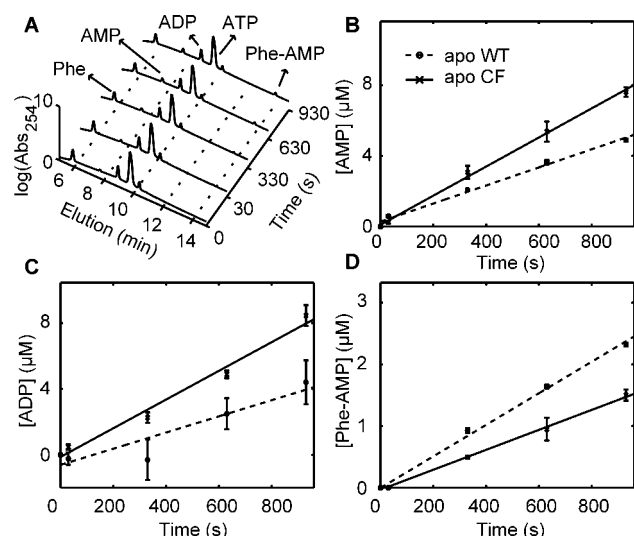 A
ADP
ATP
AMP
Phe-AMP
Phe
10
0
log(Abs254)
6
8
10
12
14
Elution (min)
0
30
330
630
930
Time (s)
B
apo WT
apo CF
8
4
0
[AMP] (μM)
200
400
600
800
Time (s)
C
8
4
0
[ADP] (μM)
0
200
400
600
800
Time (s)
D
3
2
1
0
[Phe-AMP] (μM)
200
400
600
800
Time (s)